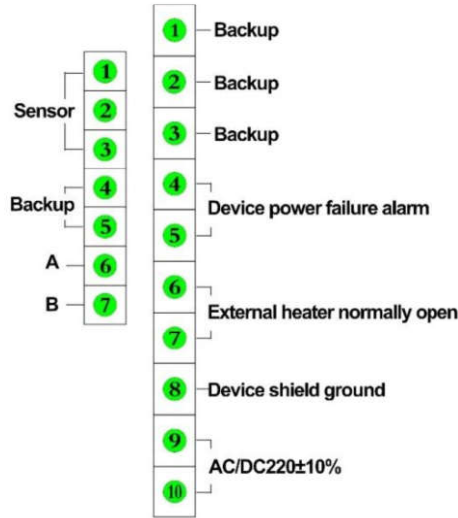 1
2
3
4
5
6
7
Sensor
Backup
A
B
1 Backup
2 Backup
3 Backup
4
5
Device power failure alarm
6
7
External heater normally open
8 Device shield ground
9
10
AC/DC220±10%